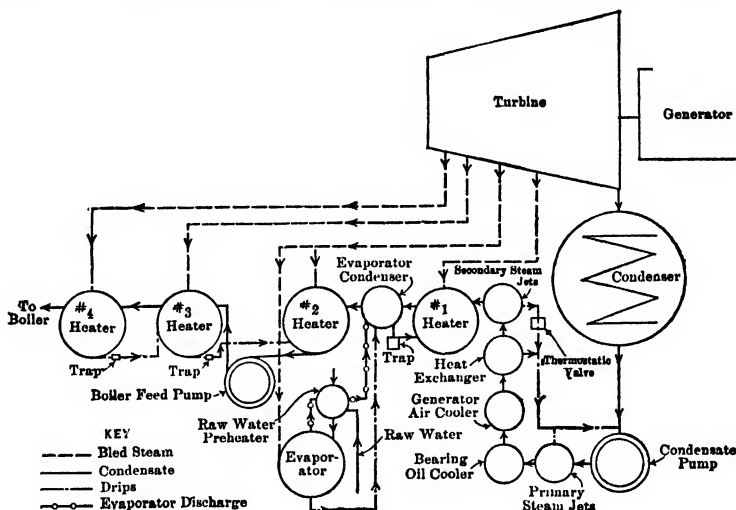 Turbine
Generator
Condenser
Evaporator
Condenser
Secondary Steam
Jets
To
Boiler
#4
Heater
#3
Heater
#2
Heater
#1
Heater
Trap
Trap
Trap
Boiler Feed Pump
Heat
Exchanger
Thermostatic
Valve
Generator
Air Cooler
Raw Water
Preheater
Raw Water
Evapor-
ator
Bearing
Oil Cooler
Primary
Steam Jets
Condensate
Pump
KEY
Bled Steam
Condensate
Drips
Evaporator Discharge